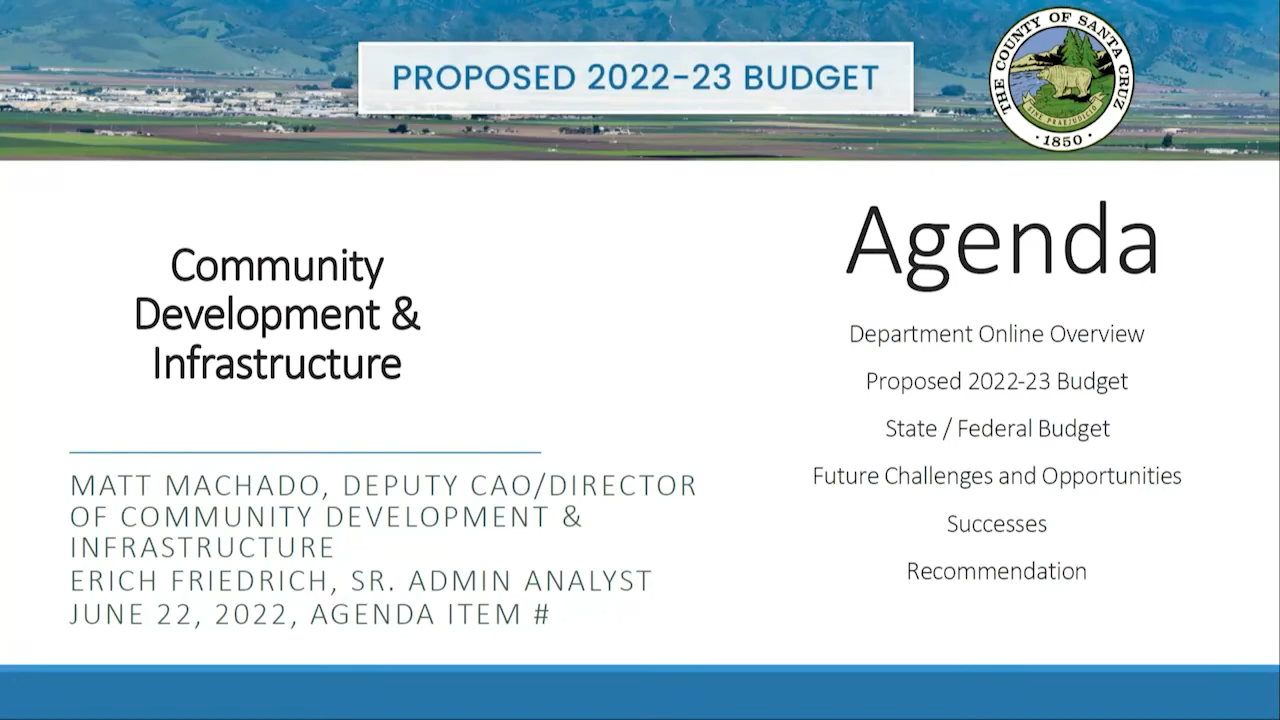 PROPOSED 2022-23 BUDGET
THE COUNTY OF SANTA CRUZ
SINE PRAEJUDICIO
· 1850 ·
Community
Development &
Infrastructure
MATT MACHADO, DEPUTY CAO/DIRECTOR
OF COMMUNITY DEVELOPMENT &
INFRASTRUCTURE
ERICH FRIEDRICH, SR. ADMIN ANALYST
JUNE 22, 2022, AGENDA ITEM #
Agenda
Department Online Overview
Proposed 2022-23 Budget
State / Federal Budget
Future Challenges and Opportunities
Successes
Recommendation